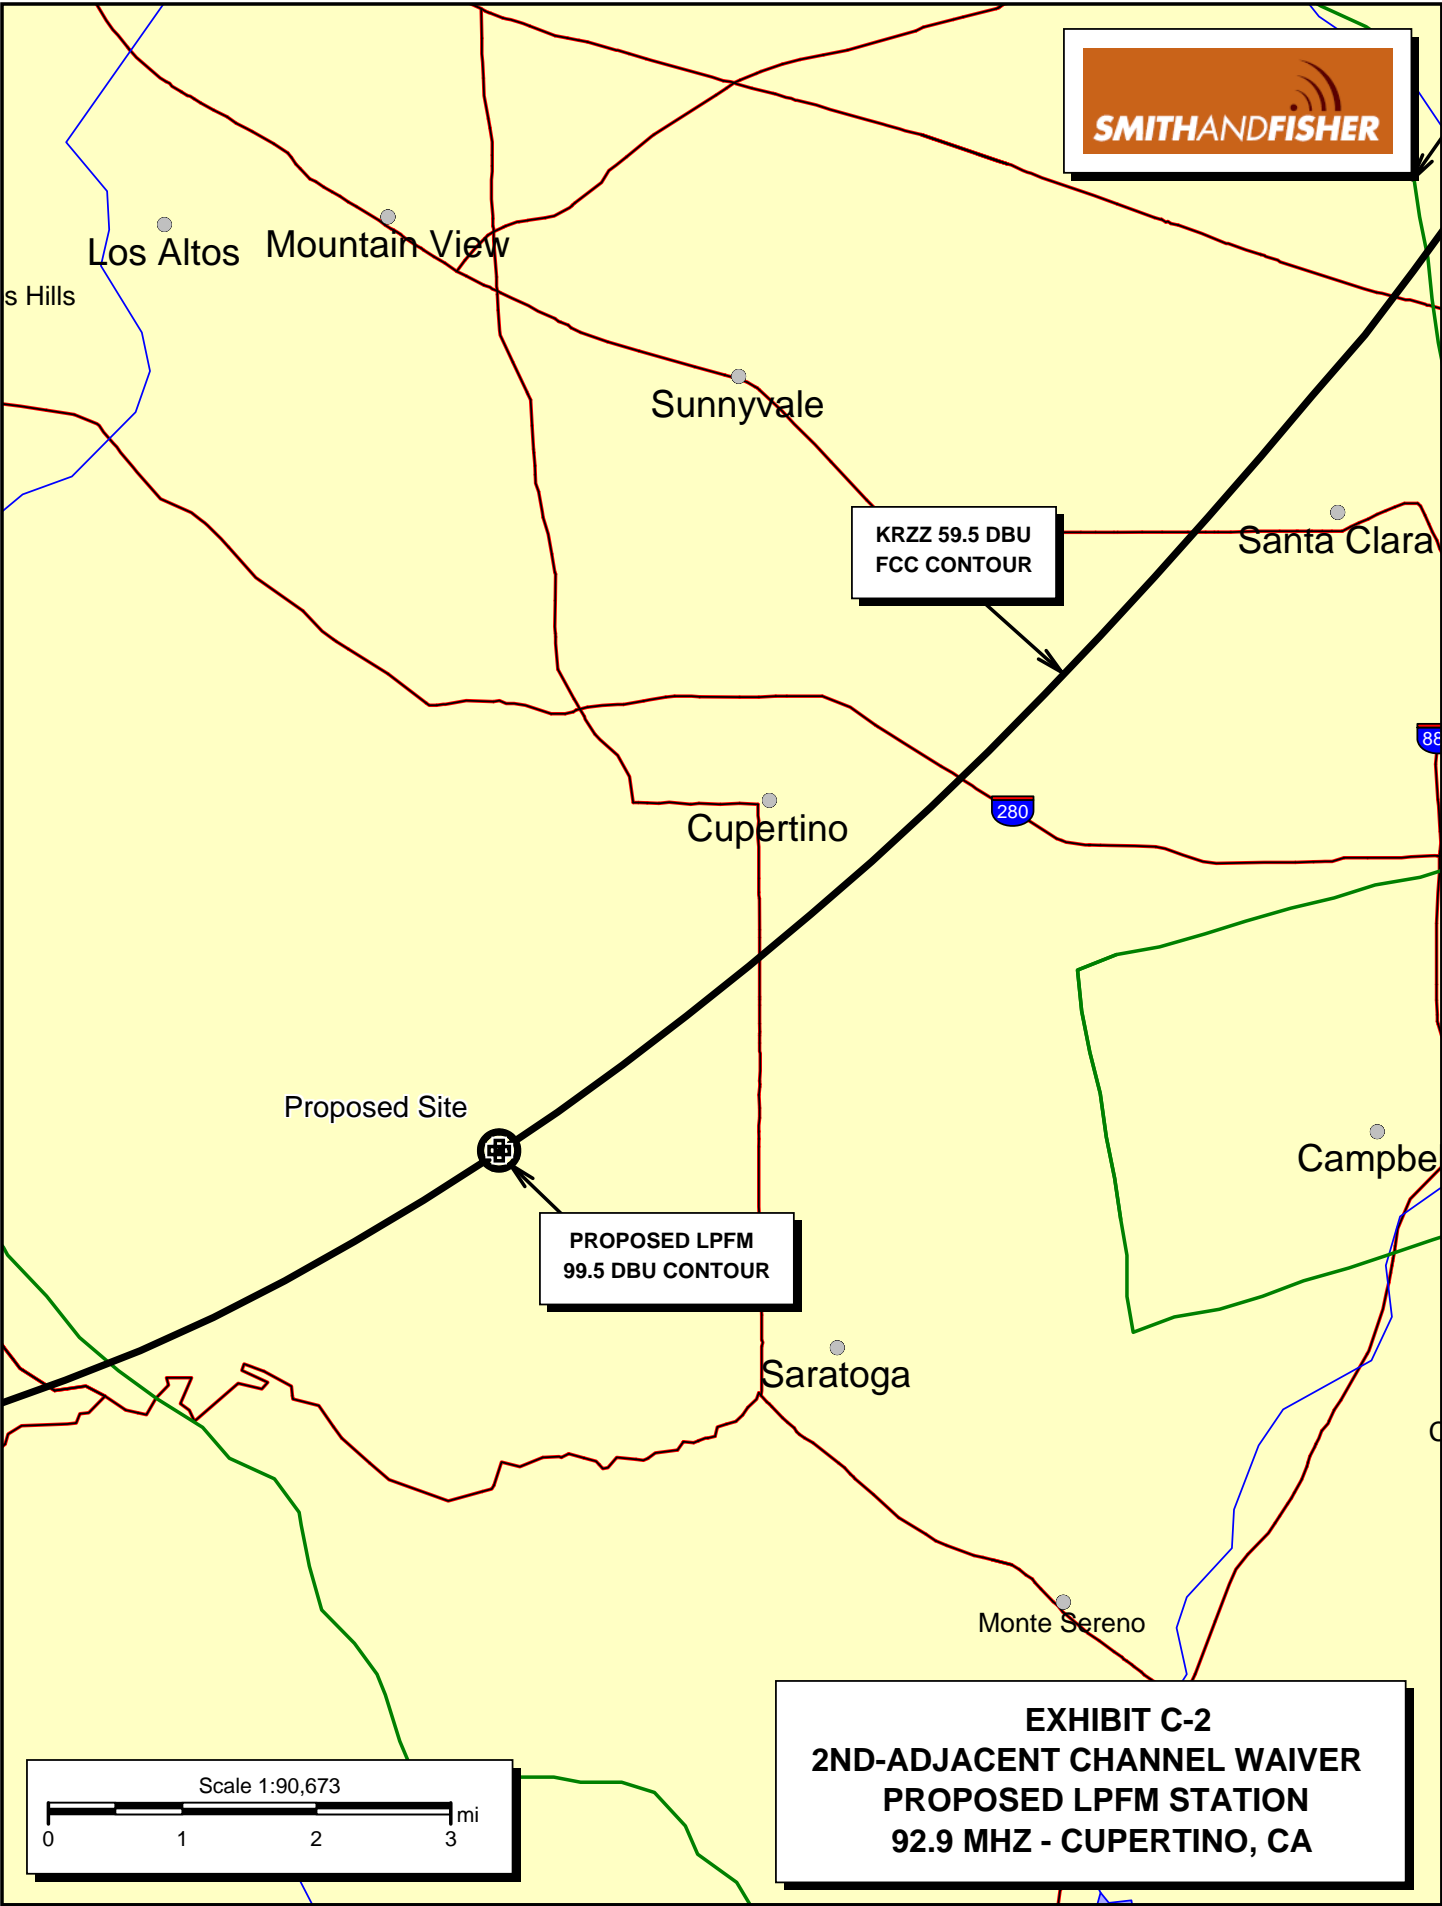 SMITHANDFISHER
Los Altos
Mountain View
s Hills
Sunnyvale
KRZZ 59.5 DBU
FCC CONTOUR
Santa Clara
88
280
Cupertino
Proposed Site
Campbe
PROPOSED LPFM
99.5 DBU CONTOUR
Saratoga
Monte Sereno
EXHIBIT C-2
2ND-ADJACENT CHANNEL WAIVER
PROPOSED LPFM STATION
92.9 MHZ - CUPERTINO, CA
Scale 1:90,673
mi
0 1 2 3